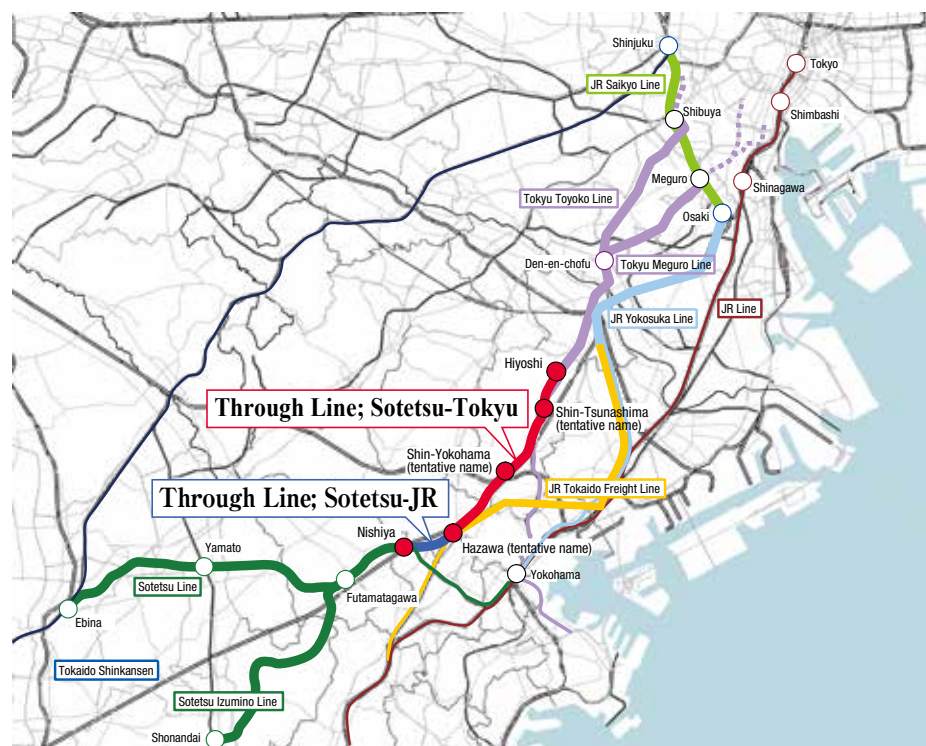 Shinjuku
Tokyo
JR Saikyo Line
Shimbashi
Shibuya
Meguro
Shinagawa
Tokyu Toyoko Line
Osaki
Den-en-chofu
Tokyu Meguro Line
JR Yokosuka Line
JR Line
Hiyoshi
Through Line; Sotetsu-Tokyu
Shin-Tsunashima
(tentative name)
Shin-Yokohama
(tentative name)
JR Tokaido Freight Line
Through Line; Sotetsu-JR
Nishiya
Hazawa (tentative name)
Yamato
Yokohama
Sotetsu Line
Futamatagawa
Ebina
Tokaido Shinkansen
Sotetsu Izumino Line
Shonandai